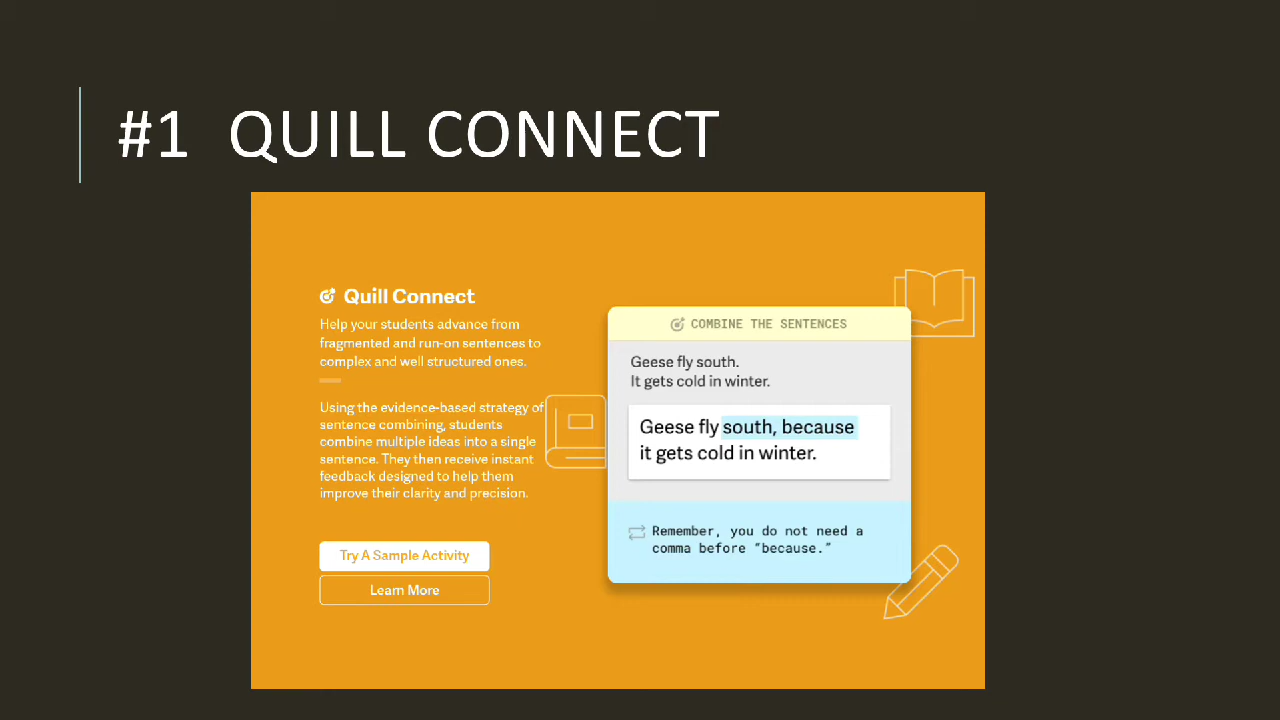 #1 QUILL CONNECT
Quill Connect
Help your students advance from
fragmented and run-on sentences to
complex and well structured ones.
Using the evidence-based strategy of
sentence combining, students
combine multiple ideas into a single
sentence. They then receive instant
feedback designed to help them
improve their clarity and precision.
Try A Sample Activity
Learn More
COMBINE THE SENTENCES
Geese fly south.
It gets cold in winter.
Geese fly south, because
it gets cold in winter.
Remember, you do not need a
comma before “because.”